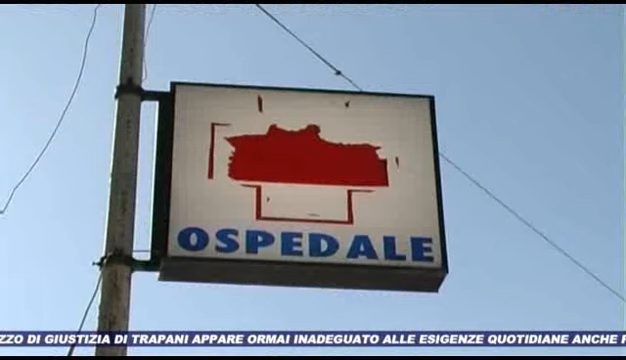 OSPEDALE
ZZO DI GIUSTIZIA DI TRAPANI APPARE ORMAI INADEGUATO ALLE ESIGENZE QUOTIDIANE ANCHE